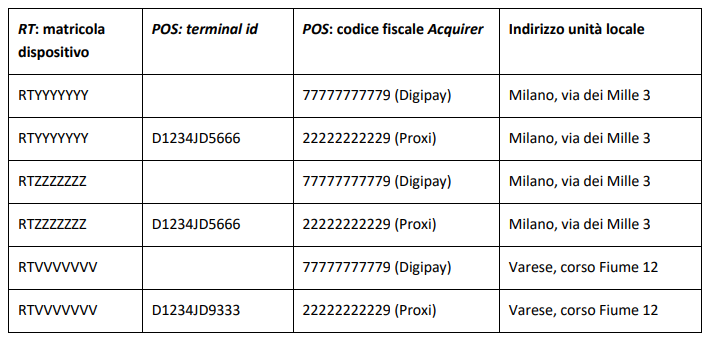 RT: matricola dispositivo | POS: terminal id | POS: codice fiscale Acquirer | Indirizzo unità locale
RTYYYYYYY | | 77777777779 (Digipay) | Milano, via dei Mille 3
RTYYYYYYY | D1234JD5666 | 22222222229 (Proxi) | Milano, via dei Mille 3
RTZZZZZZZ | | 77777777779 (Digipay) | Milano, via dei Mille 3
RTZZZZZZZ | D1234JD5666 | 22222222229 (Proxi) | Milano, via dei Mille 3
RTVVVVVVV | | 77777777779 (Digipay) | Varese, corso Fiume 12
RTVVVVVVV | D1234JD9333 | 22222222229 (Proxi) | Varese, corso Fiume 12